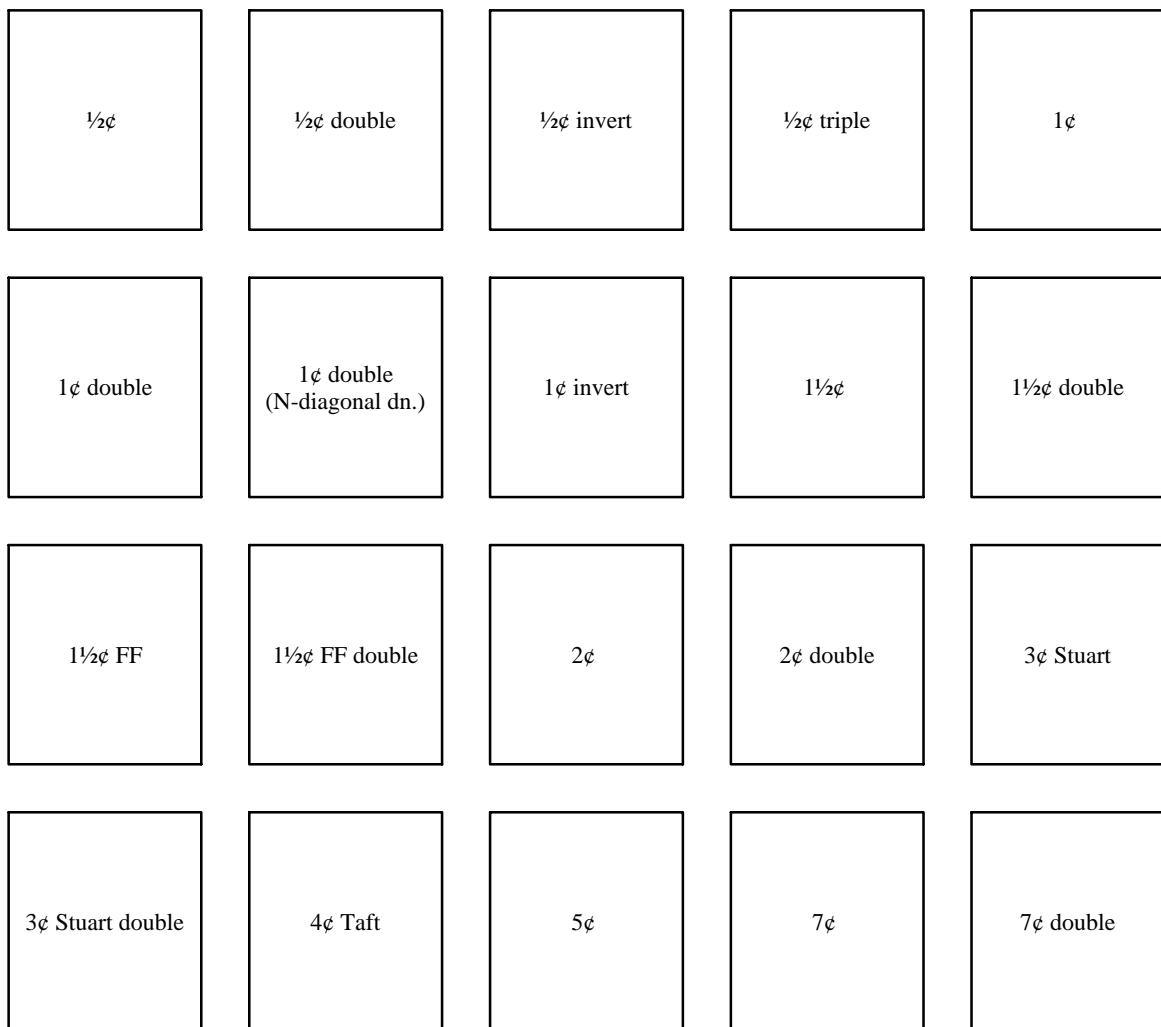 ½¢
½¢ double
½¢ invert
½¢ triple
1¢
1¢ double
1¢ double
(N-diagonal dn.)
1¢ invert
1½¢
1½¢ double
1½¢ FF
1½¢ FF double
2¢
2¢ double
3¢ Stuart
3¢ Stuart double
4¢ Taft
5¢
7¢
7¢ double